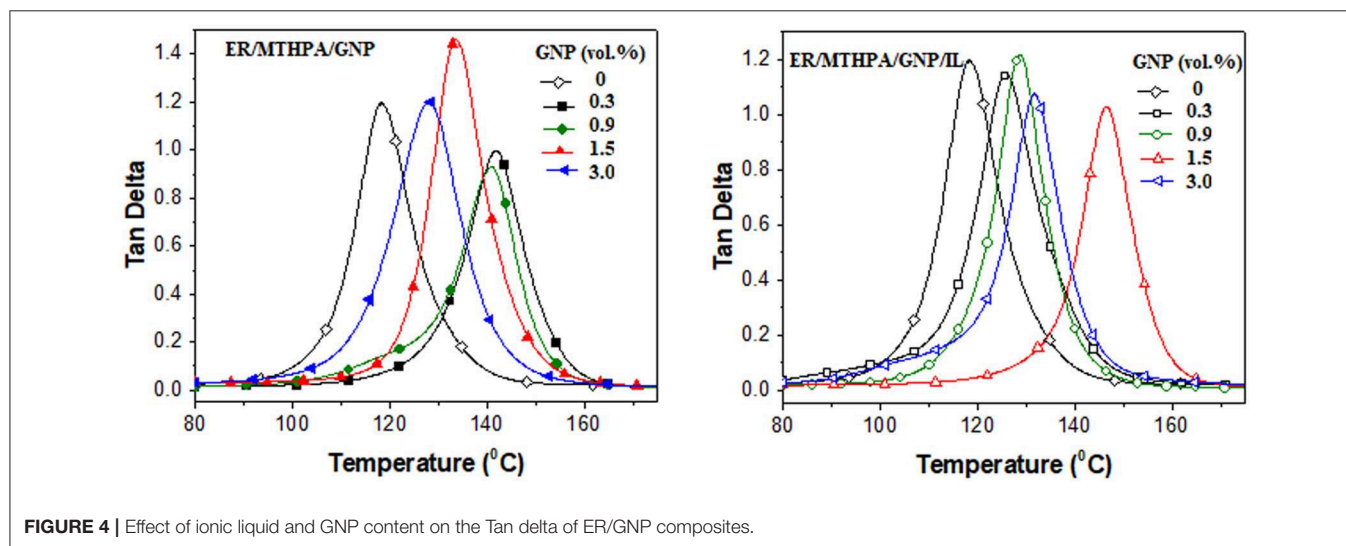 ER/MTHPA/GNP
GNP (vol.%)
0
0.3
0.9
1.5
3.0
1.4
1.2
1.0
0.8
0.6
0.4
0.2
0.0
Tan Delta
80 100 120 140 160
Temperature (⁰C)
ER/MTHPA/GNP/IL
GNP (vol.%)
0
0.3
0.9
1.5
3.0
1.2
1.0
0.8
0.6
0.4
0.2
0.0
Tan Delta
80 100 120 140 160
Temperature (⁰C)
FIGURE 4 | Effect of ionic liquid and GNP content on the Tan delta of ER/GNP composites.